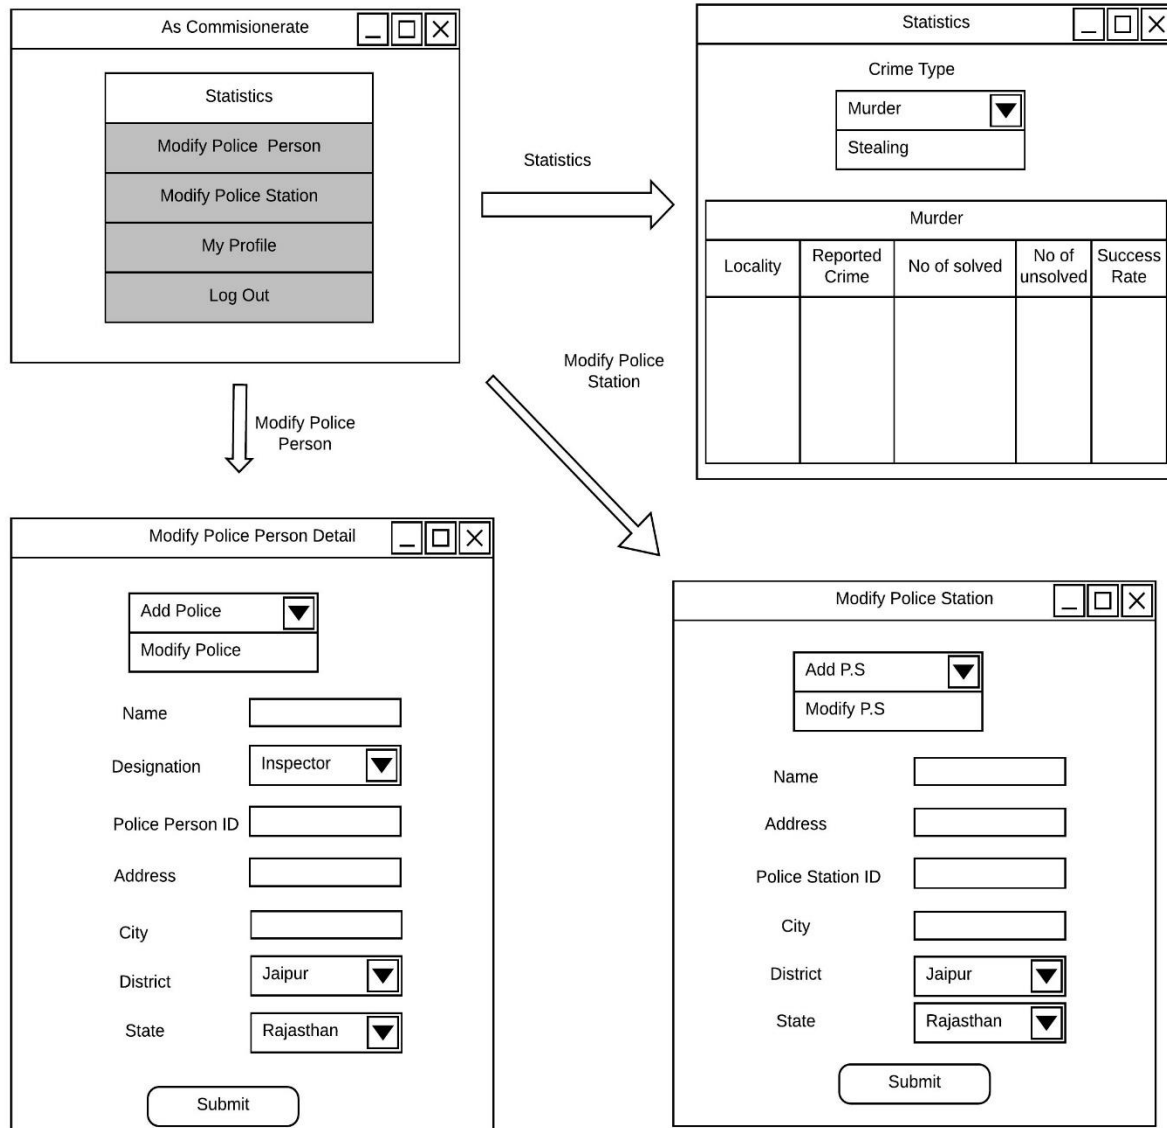 As Commisionerate
Statistics
Modify Police Person
Modify Police Station
My Profile
Log Out
Statistics
Modify Police
Station
Modify Police
Person
Statistics
Crime Type
Murder
Stealing
Murder
Locality
Reported
Crime
No of solved
No of
unsolved
Success
Rate
Modify Police Person Detail
Add Police
Modify Police
Name
Designation Inspector
Police Person ID
Address
City
District Jaipur
State Rajasthan
Submit
Modify Police Station
Add P.S
Modify P.S
Name
Address
Police Station ID
City
District Jaipur
State Rajasthan
Submit